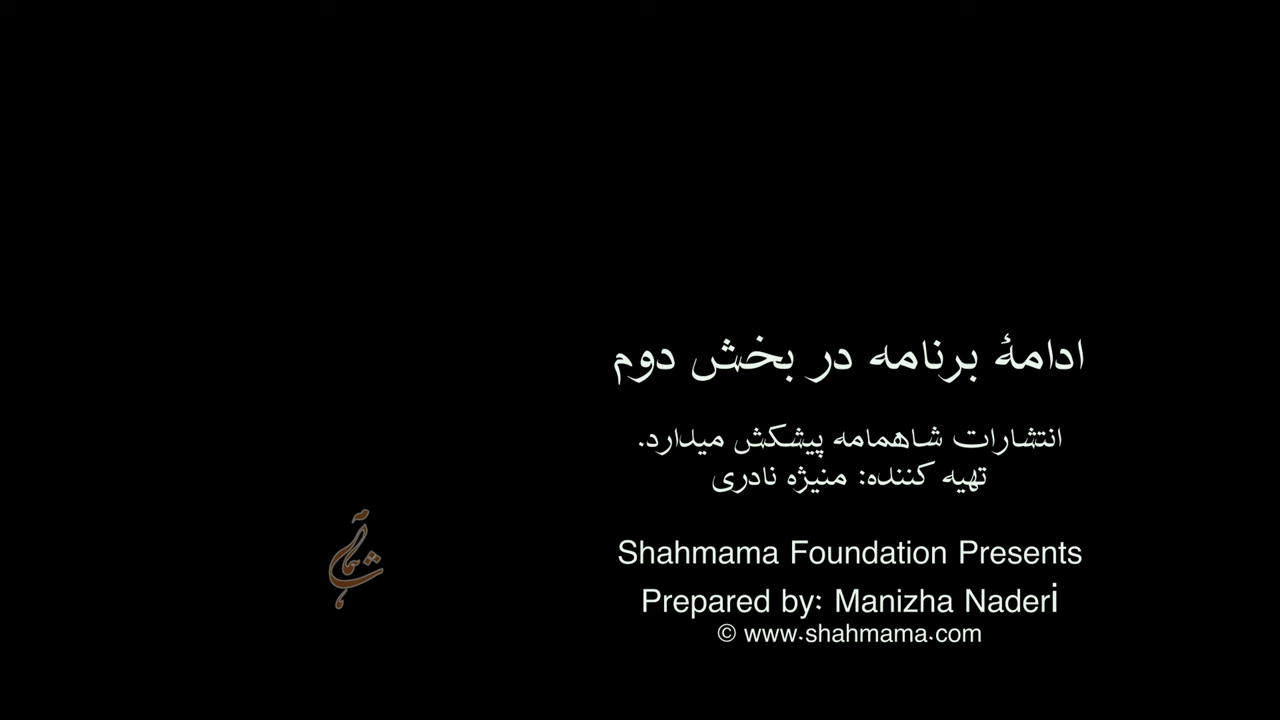 ادامهٔ برنامه در بخش دوم
انتشارات شاهمامه پیشکش میدارد.
تهیه کننده: منیژه نادری
Shahmama Foundation Presents
Prepared by: Manizha Naderi
© www.shahmama.com